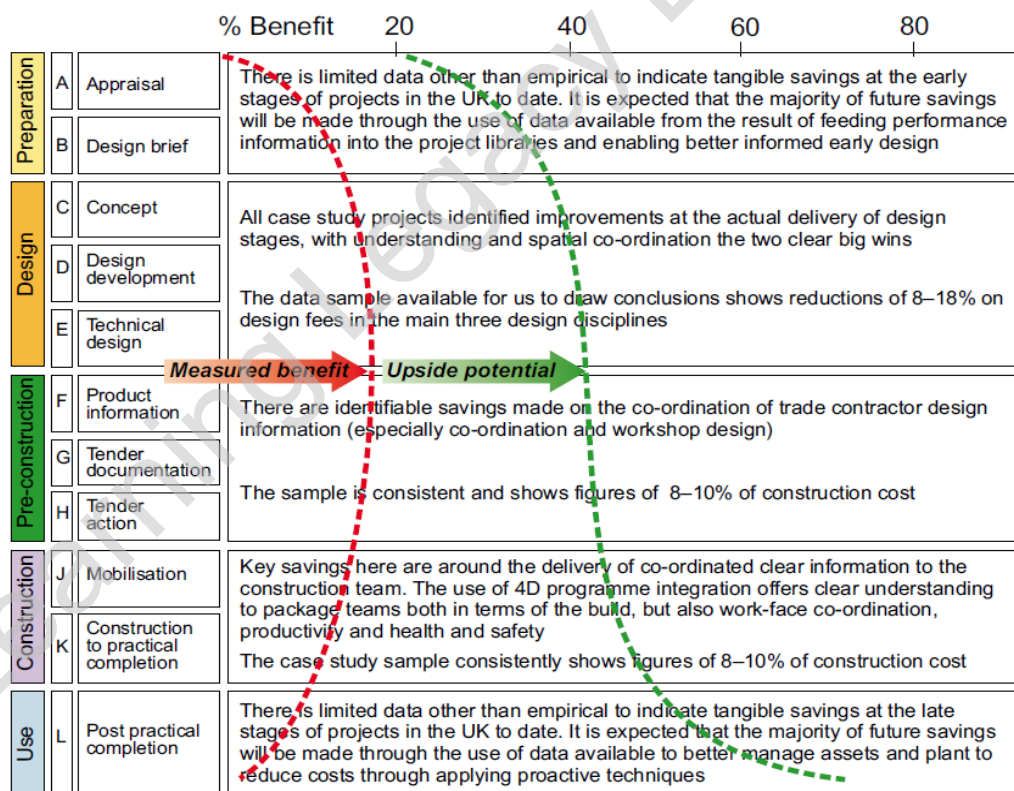 % Benefit 20 40 60 80
Preparation
A Appraisal
B Design brief
There is limited data other than empirical to indicate tangible savings at the early
stages of projects in the UK to date. It is expected that the majority of future savings
will be made through the use of data available from the result of feeding performance
information into the project libraries and enabling better informed early design
Design
C Concept
D Design
development
E Technical
design
All case study projects identified improvements at the actual delivery of design
stages, with understanding and spatial co-ordination the two clear big wins
The data sample available for us to draw conclusions shows reductions of 8–18% on
design fees in the main three design disciplines
Measured benefit
Upside potential
Pre-construction
F Product
information
G Tender
documentation
H Tender
action
There are identifiable savings made on the co-ordination of trade contractor design
information (especially co-ordination and workshop design)
The sample is consistent and shows figures of 8–10% of construction cost
Construction
J Mobilisation
K Construction
to practical
completion
Key savings here are around the delivery of co-ordinated clear information to the
construction team. The use of 4D programme integration offers clear understanding
to package teams both in terms of the build, but also work-face co-ordination,
productivity and health and safety
The case study sample consistently shows figures of 8–10% of construction cost
Use
L Post practical
completion
There is limited data other than empirical to indicate tangible savings at the late
stages of projects in the UK to date. It is expected that the majority of future savings
will be made through the use of data available to better manage assets and plant to
reduce costs through applying proactive techniques
Learning Legacy